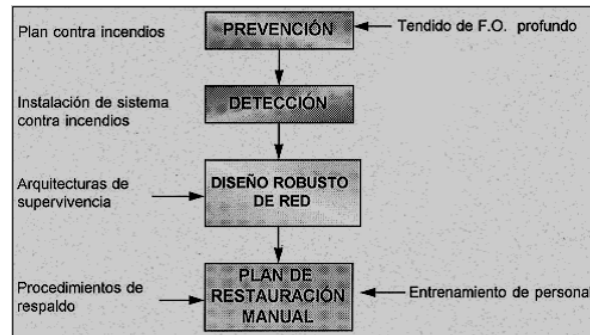 Plan contra incendios
PREVENCIÓN
Tendido de F.O. profundo
Instalación de sistema
contra incendios
DETECCIÓN
Arquitecturas de
supervivencia
DISEÑO ROBUSTO
DE RED
Procedimientos de
respaldo
PLAN DE
RESTAURACIÓN
MANUAL
Entrenamiento de personal